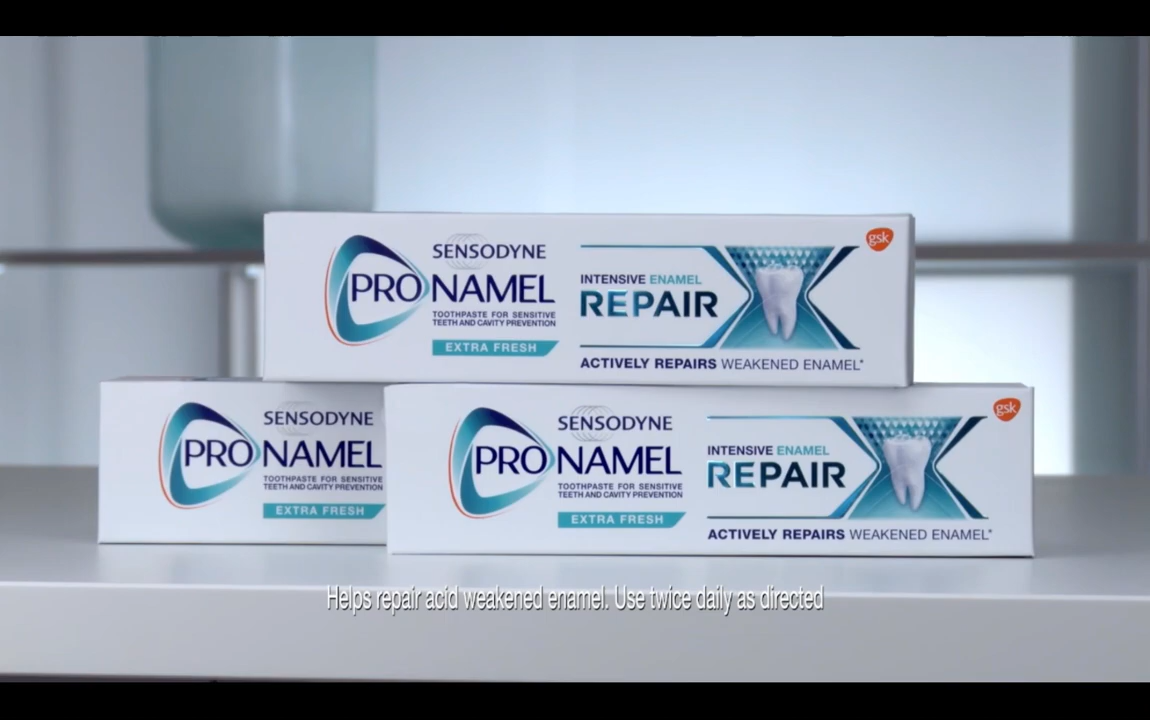 SENSODYNE
PRONAMEL
TOOTHPASTE FOR SENSITIVE
TEETH AND CAVITY PREVENTION
EXTRA FRESH
INTENSIVE ENAMEL
REPAIR
ACTIVELY REPAIRS WEAKENED ENAMEL*
gsk
SENSODYNE
PRONAMEL
TOOTHPASTE FOR SENSITIVE
TEETH AND CAVITY PREVENTION
EXTRA FRESH
SENSODYNE
PRONAMEL
TOOTHPASTE FOR SENSITIVE
TEETH AND CAVITY PREVENTION
EXTRA FRESH
INTENSIVE ENAMEL
REPAIR
ACTIVELY REPAIRS WEAKENED ENAMEL*
gsk
Helps repair acid weakened enamel. Use twice daily as directed